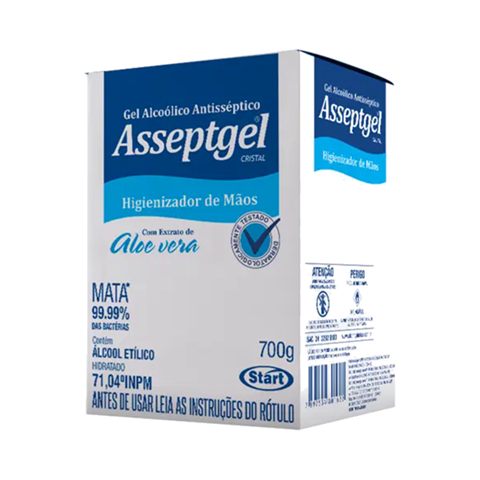 Gel Alcoólico Antisséptico
Asseptgel®
CRISTAL
Higienizador de Mãos
Com Extrato de
Aloe vera
DERMATOLOGICAMENTE TESTADO
MATA*
99.99%
DAS BACTÉRIAS
Contém
ÁLCOOL ETÍLICO
HIDRATADO
71,04ºINPM
700g
Start
ANTES DE USAR LEIA AS INSTRUÇÕES DO RÓTULO
Gel Alcoólico Antisséptico
Asseptgel
Higienizador de Mãos
ATENÇÃO
PERIGO